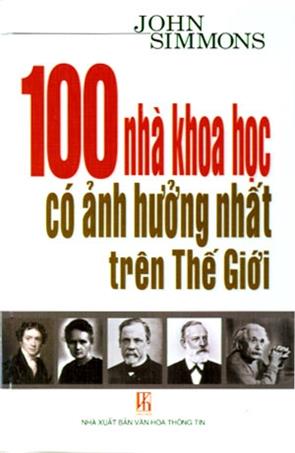 JOHN
SIMMONS
100 nhà khoa học
có ảnh hưởng nhất
trên Thế Giới
NHÀ XUẤT BẢN VĂN HÓA THÔNG TIN